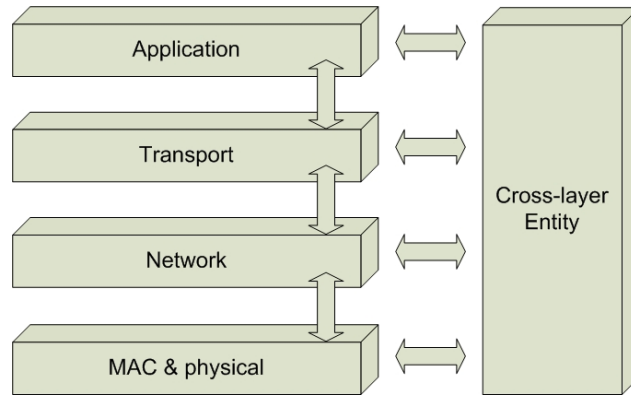 Application
Transport
Network
MAC & physical
Cross-layer
Entity